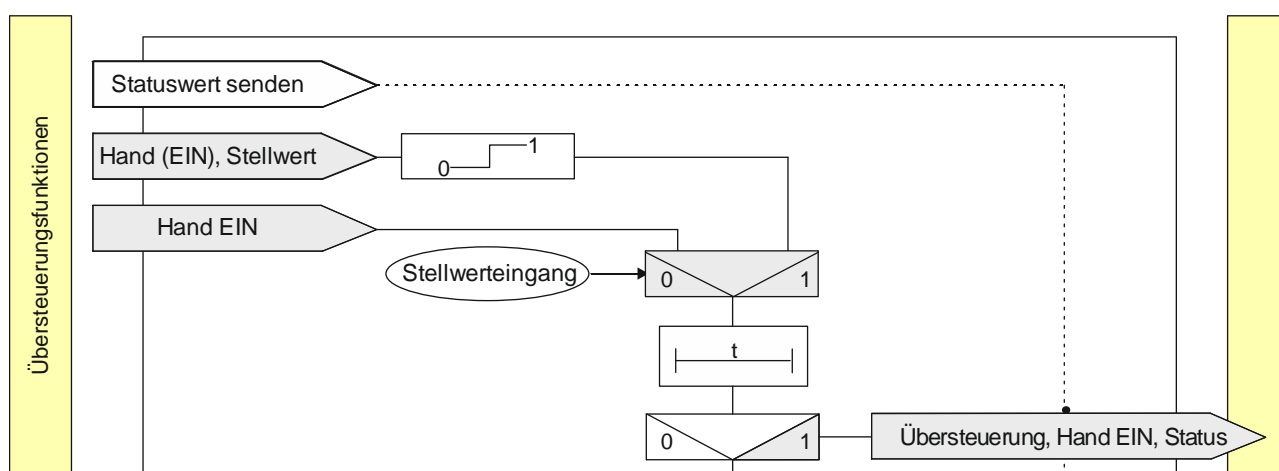 Übersteuerungsfunktionen
Statuswert senden
Hand (EIN), Stellwert
0
1
Hand EIN
Stellwerteingang
0
1
t
0
1
Übersteuerung, Hand EIN, Status